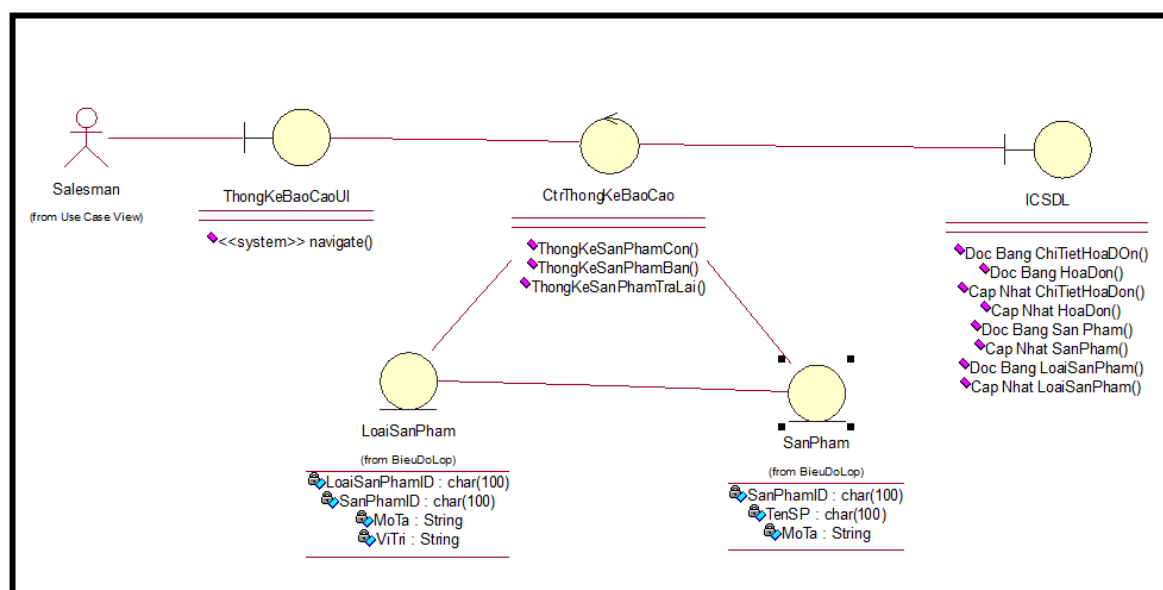 Salesman
(from Use Case View)
ThongKeBaoCaoUI
<<system>> navigate()
CtrThongKeBaoCao
ThongKeSanPhamCon()
ThongKeSanPhamBan()
ThongKeSanPhamTraLai()
ICSDL
Doc Bang ChiTietHoaDOn()
Doc Bang HoaDon()
Cap Nhat ChiTietHoaDon()
Cap Nhat HoaDon()
Doc Bang San Pham()
Cap Nhat SanPham()
Doc Bang LoaiSanPham()
Cap Nhat LoaiSanPham()
LoaiSanPham
(from BieuDoLop)
LoaiSanPhamID : char(100)
SanPhamID : char(100)
MoTa : String
ViTri : String
SanPham
(from BieuDoLop)
SanPhamID : char(100)
TenSP : char(100)
MoTa : String